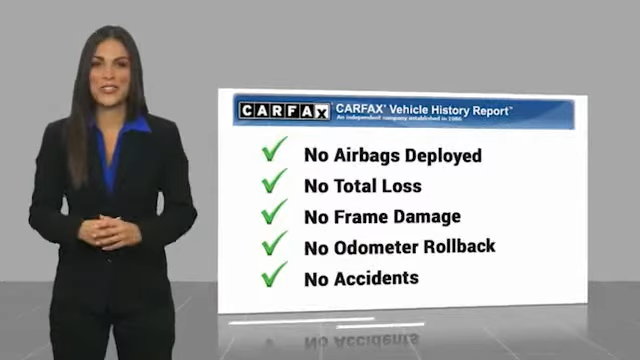 CARFAX CARFAX® Vehicle History Report™
An independent company established in 1986
No Airbags Deployed
No Total Loss
No Frame Damage
No Odometer Rollback
No Accidents